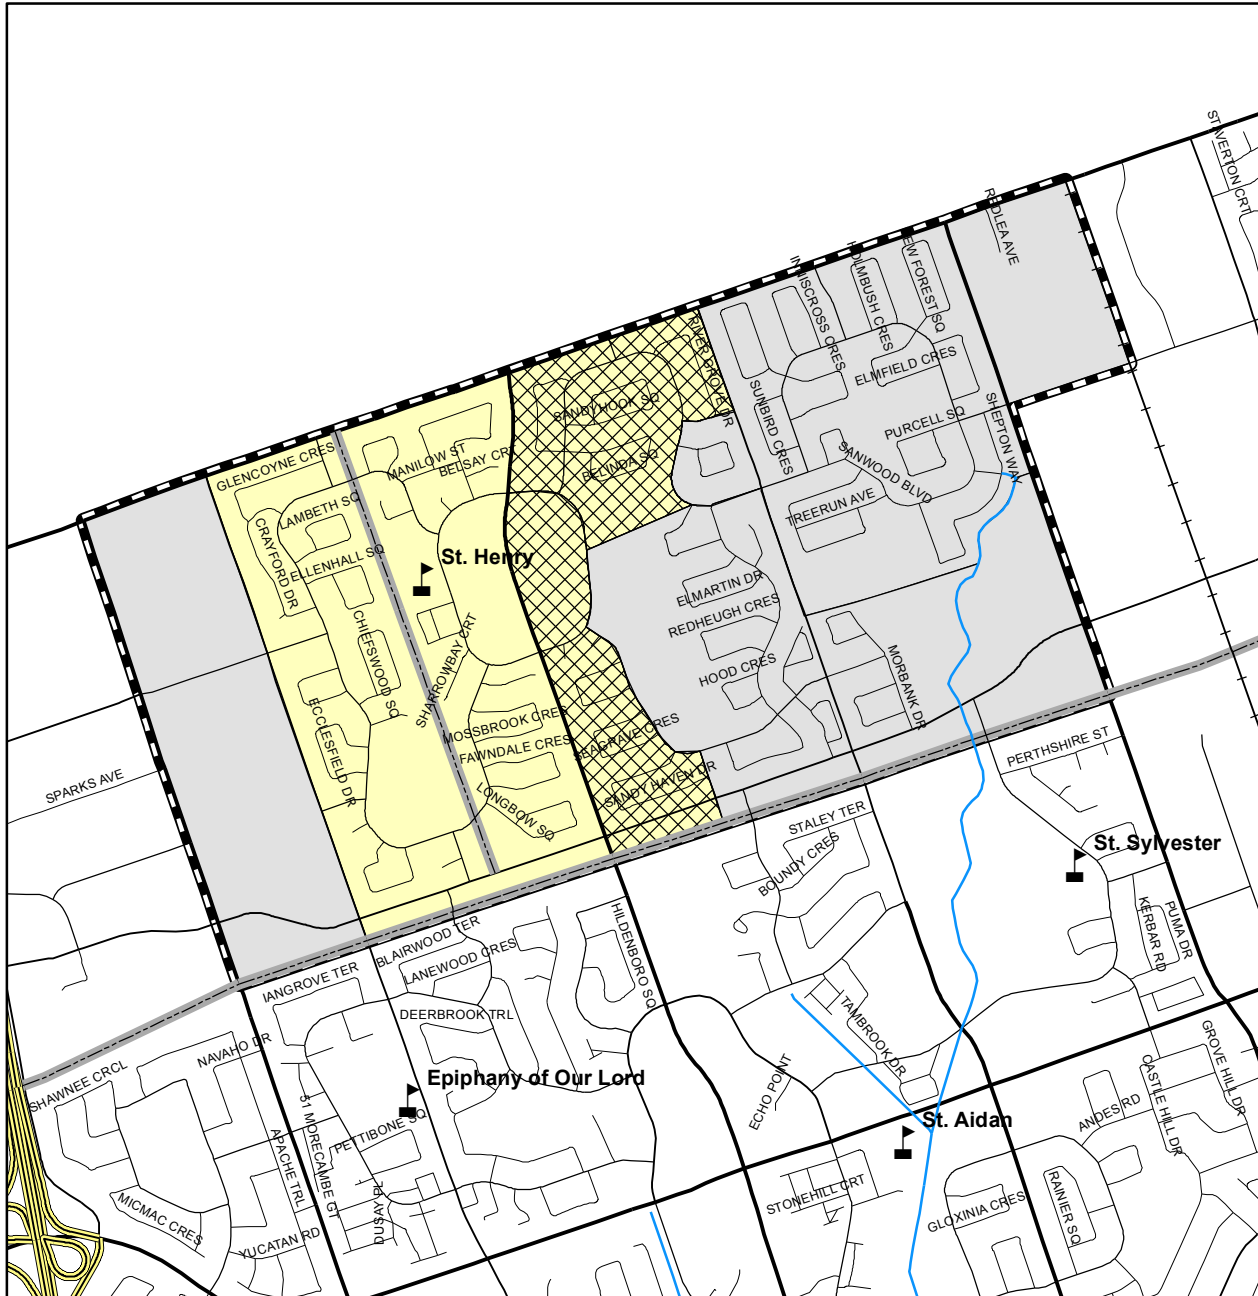 STAVERTON CRT
REDLEA AVE
EW FOREST SQ
HOLMBUSH CRES
INNISCROSS CRES
RIVER GROVE DR
ELMFIELD CRES
SANDYHOOK SQ
SUNBIRD CRES
SHEPTON WAY
PURCELL SQ
GLENCOYNE CRES
MANILOW ST
BELSAY CR
BELINDA SQ
SANWOOD BLVD
LAMBETH SQ
TREERUN AVE
CRAYFORD DR
ELLENHALL SQ
St. Henry
ELMARTIN DR
REDHEUGH CRES
CHIEFSWOOD SQ
SHARROWBAY CRT
HOOD CRES
MORBANK DR
ECCLESFIELD DR
MOSSBROOK CRES
SEAGRAVE CRES
FAWNDALE CRES
PERTHSHIRE ST
SPARKS AVE
SANDY HAVEN DR
LONGBOW SQ
STALEY TER
BOUNDY CRES
St. Sylvester
KERBAR RD
PUMA DR
HILDENBORO SQ
BLAIRWOOD TER
LANEWOOD CRES
IANGROVE TER
DEERBROOK TRL
NAVAHO DR
TAMBROOK DR
GROVE HILL DR
SHAWNEE CRCL
Epiphany of Our Lord
ECHO POINT
CASTLE HILL DR
ANDES RD
St. Aidan
51 MORECAMBE GT
PETTIBONE SQ
APACHE TRL
STONEHILL CRT
RAINIER SQ
GLOXINIA CRES
DUSAY PL
MICMAC CRES
YUCATAN RD